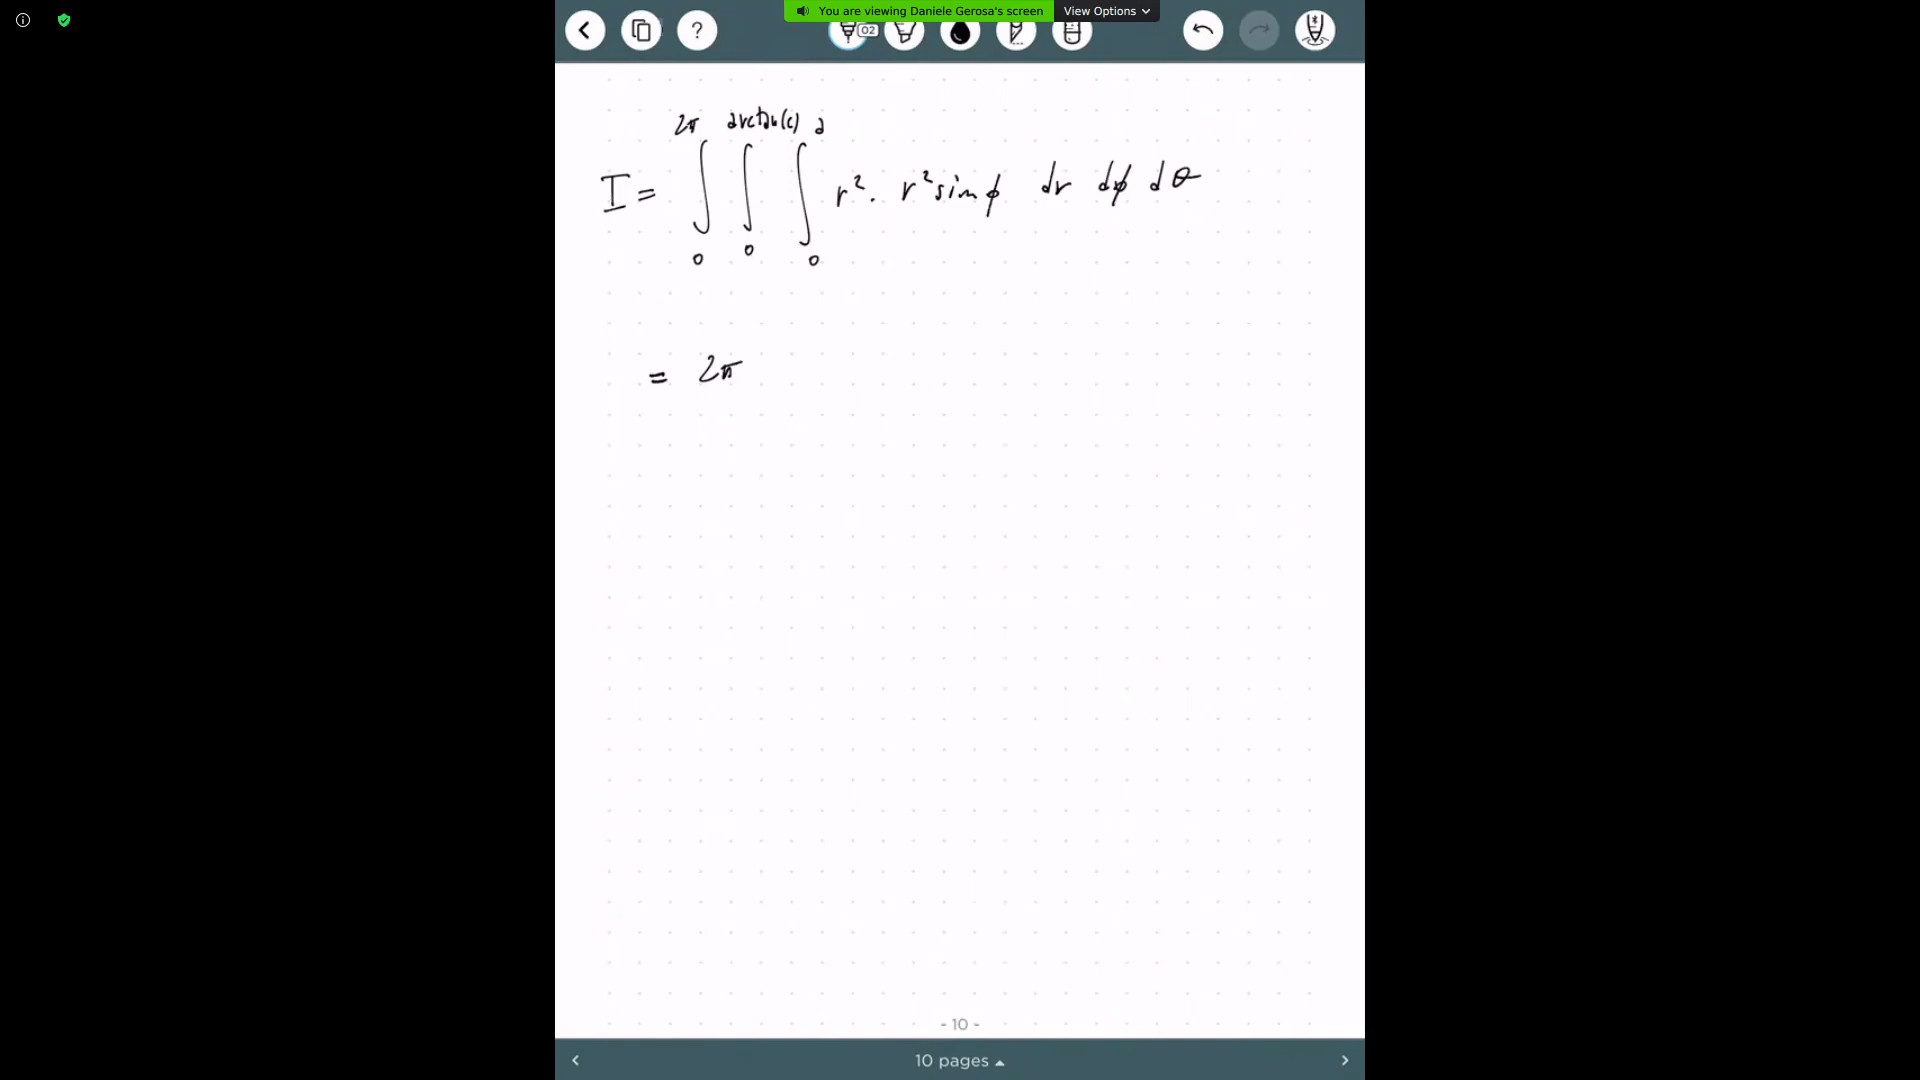 You are viewing Daniele Gerosa's screen View Options
? 02
2π arctan(c) a
I = ∫ ∫ ∫ r². r² sin ϕ dr dϕ dθ
0 0 0
= 2π
- 10 -
10 pages